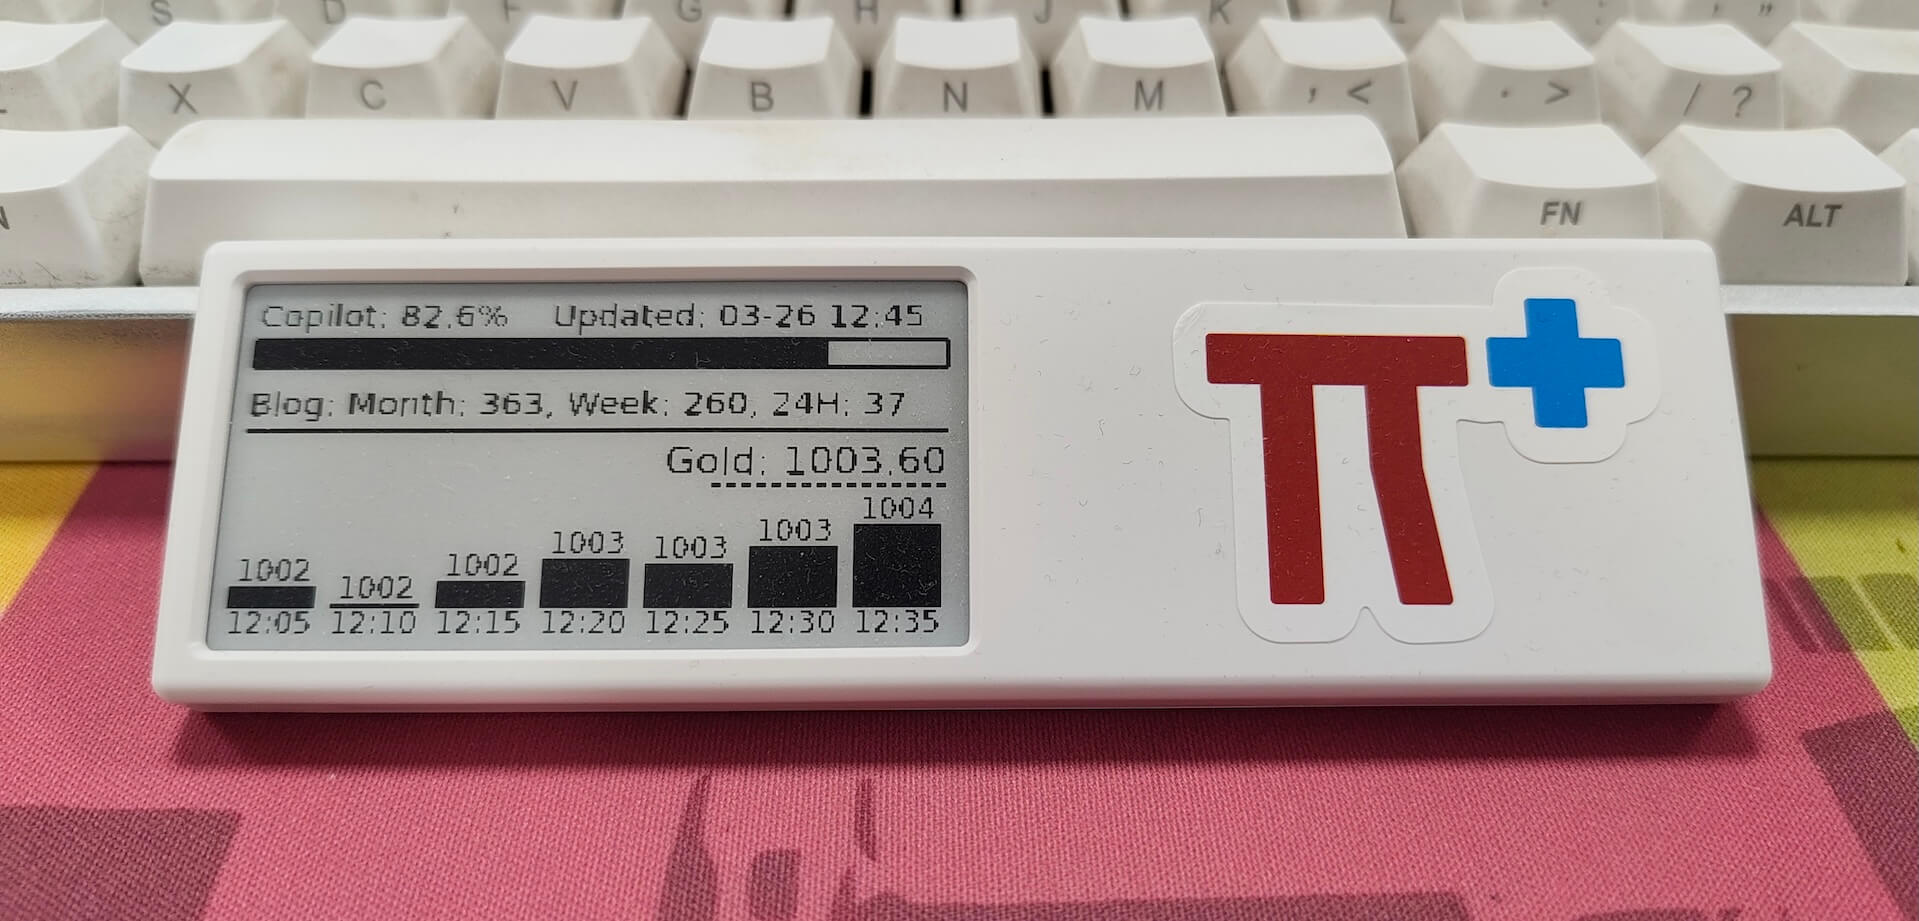 S D F G H J K L : ; , "
X C V B N M , < . > / ?
FN ALT
Copilot: 82.6% Updated: 03-26 12:45
Blog: Month: 363, Week: 260, 24H: 37
Gold: 1003.60
1002 1002 1002 1003 1003 1003 1004
12:05 12:10 12:15 12:20 12:25 12:30 12:35
π+